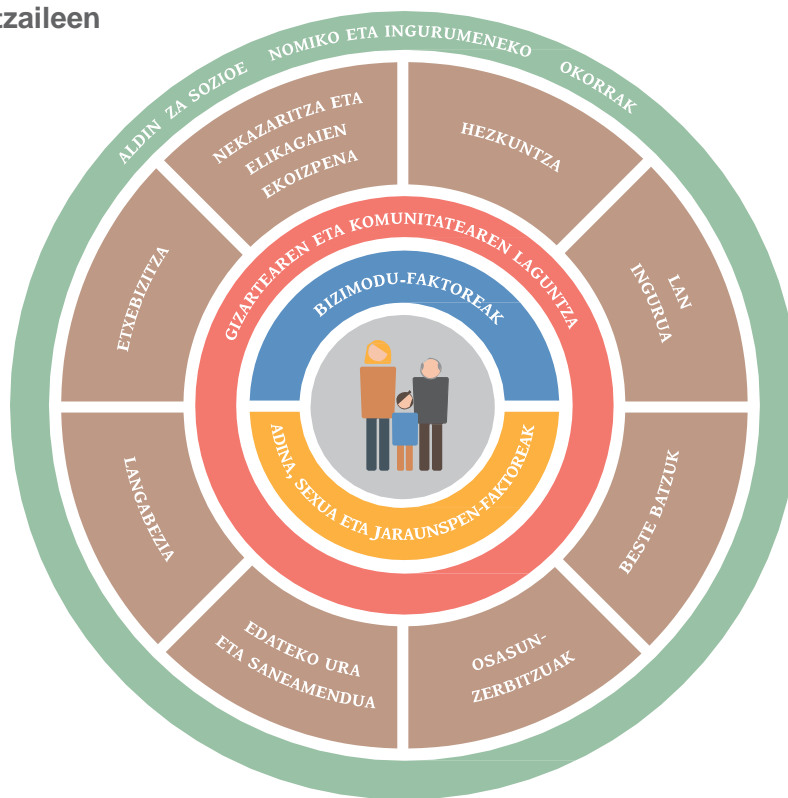 tzaileen
ALDIN ZA SOZIOE NOMIKO ETA INGURUMENEKO OKORRAK
NEKAZARITZA ETA
ELIKAGAIEN
EKOIZPENA
HEZKUNTZA
LAN
INGURUA
BESTE BATZUK
OSASUN-
ZERBITZUAK
EDATEKO URA
ETA SANEAMENDUA
LANGABEZIA
ETXEBIZITZA
GIZARTEAREN ETA KOMUNITATEAREN LAGUNTZA
BIZIMODU-FAKTOREAK
ADINA, SEXUA ETA JARAUNSPEN-FAKTOREAK